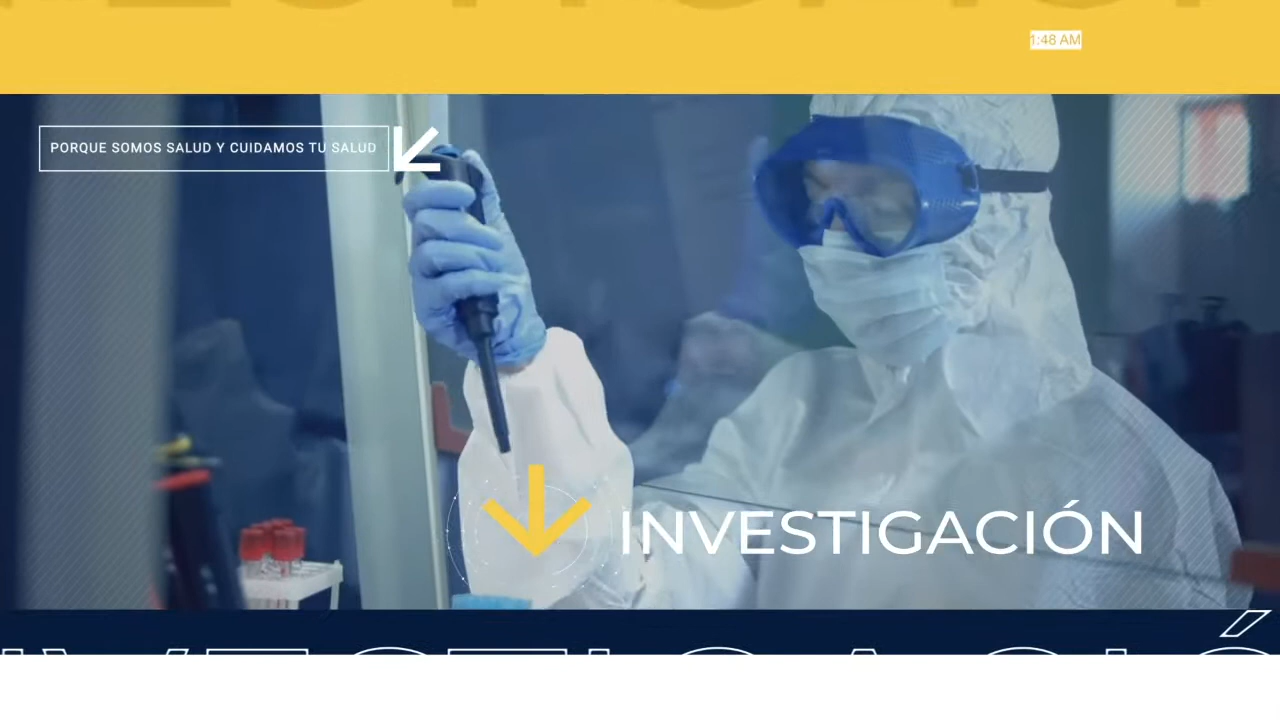 1:48 AM
PORQUE SOMOS SALUD Y CUIDAMOS TU SALUD
INVESTIGACIÓN